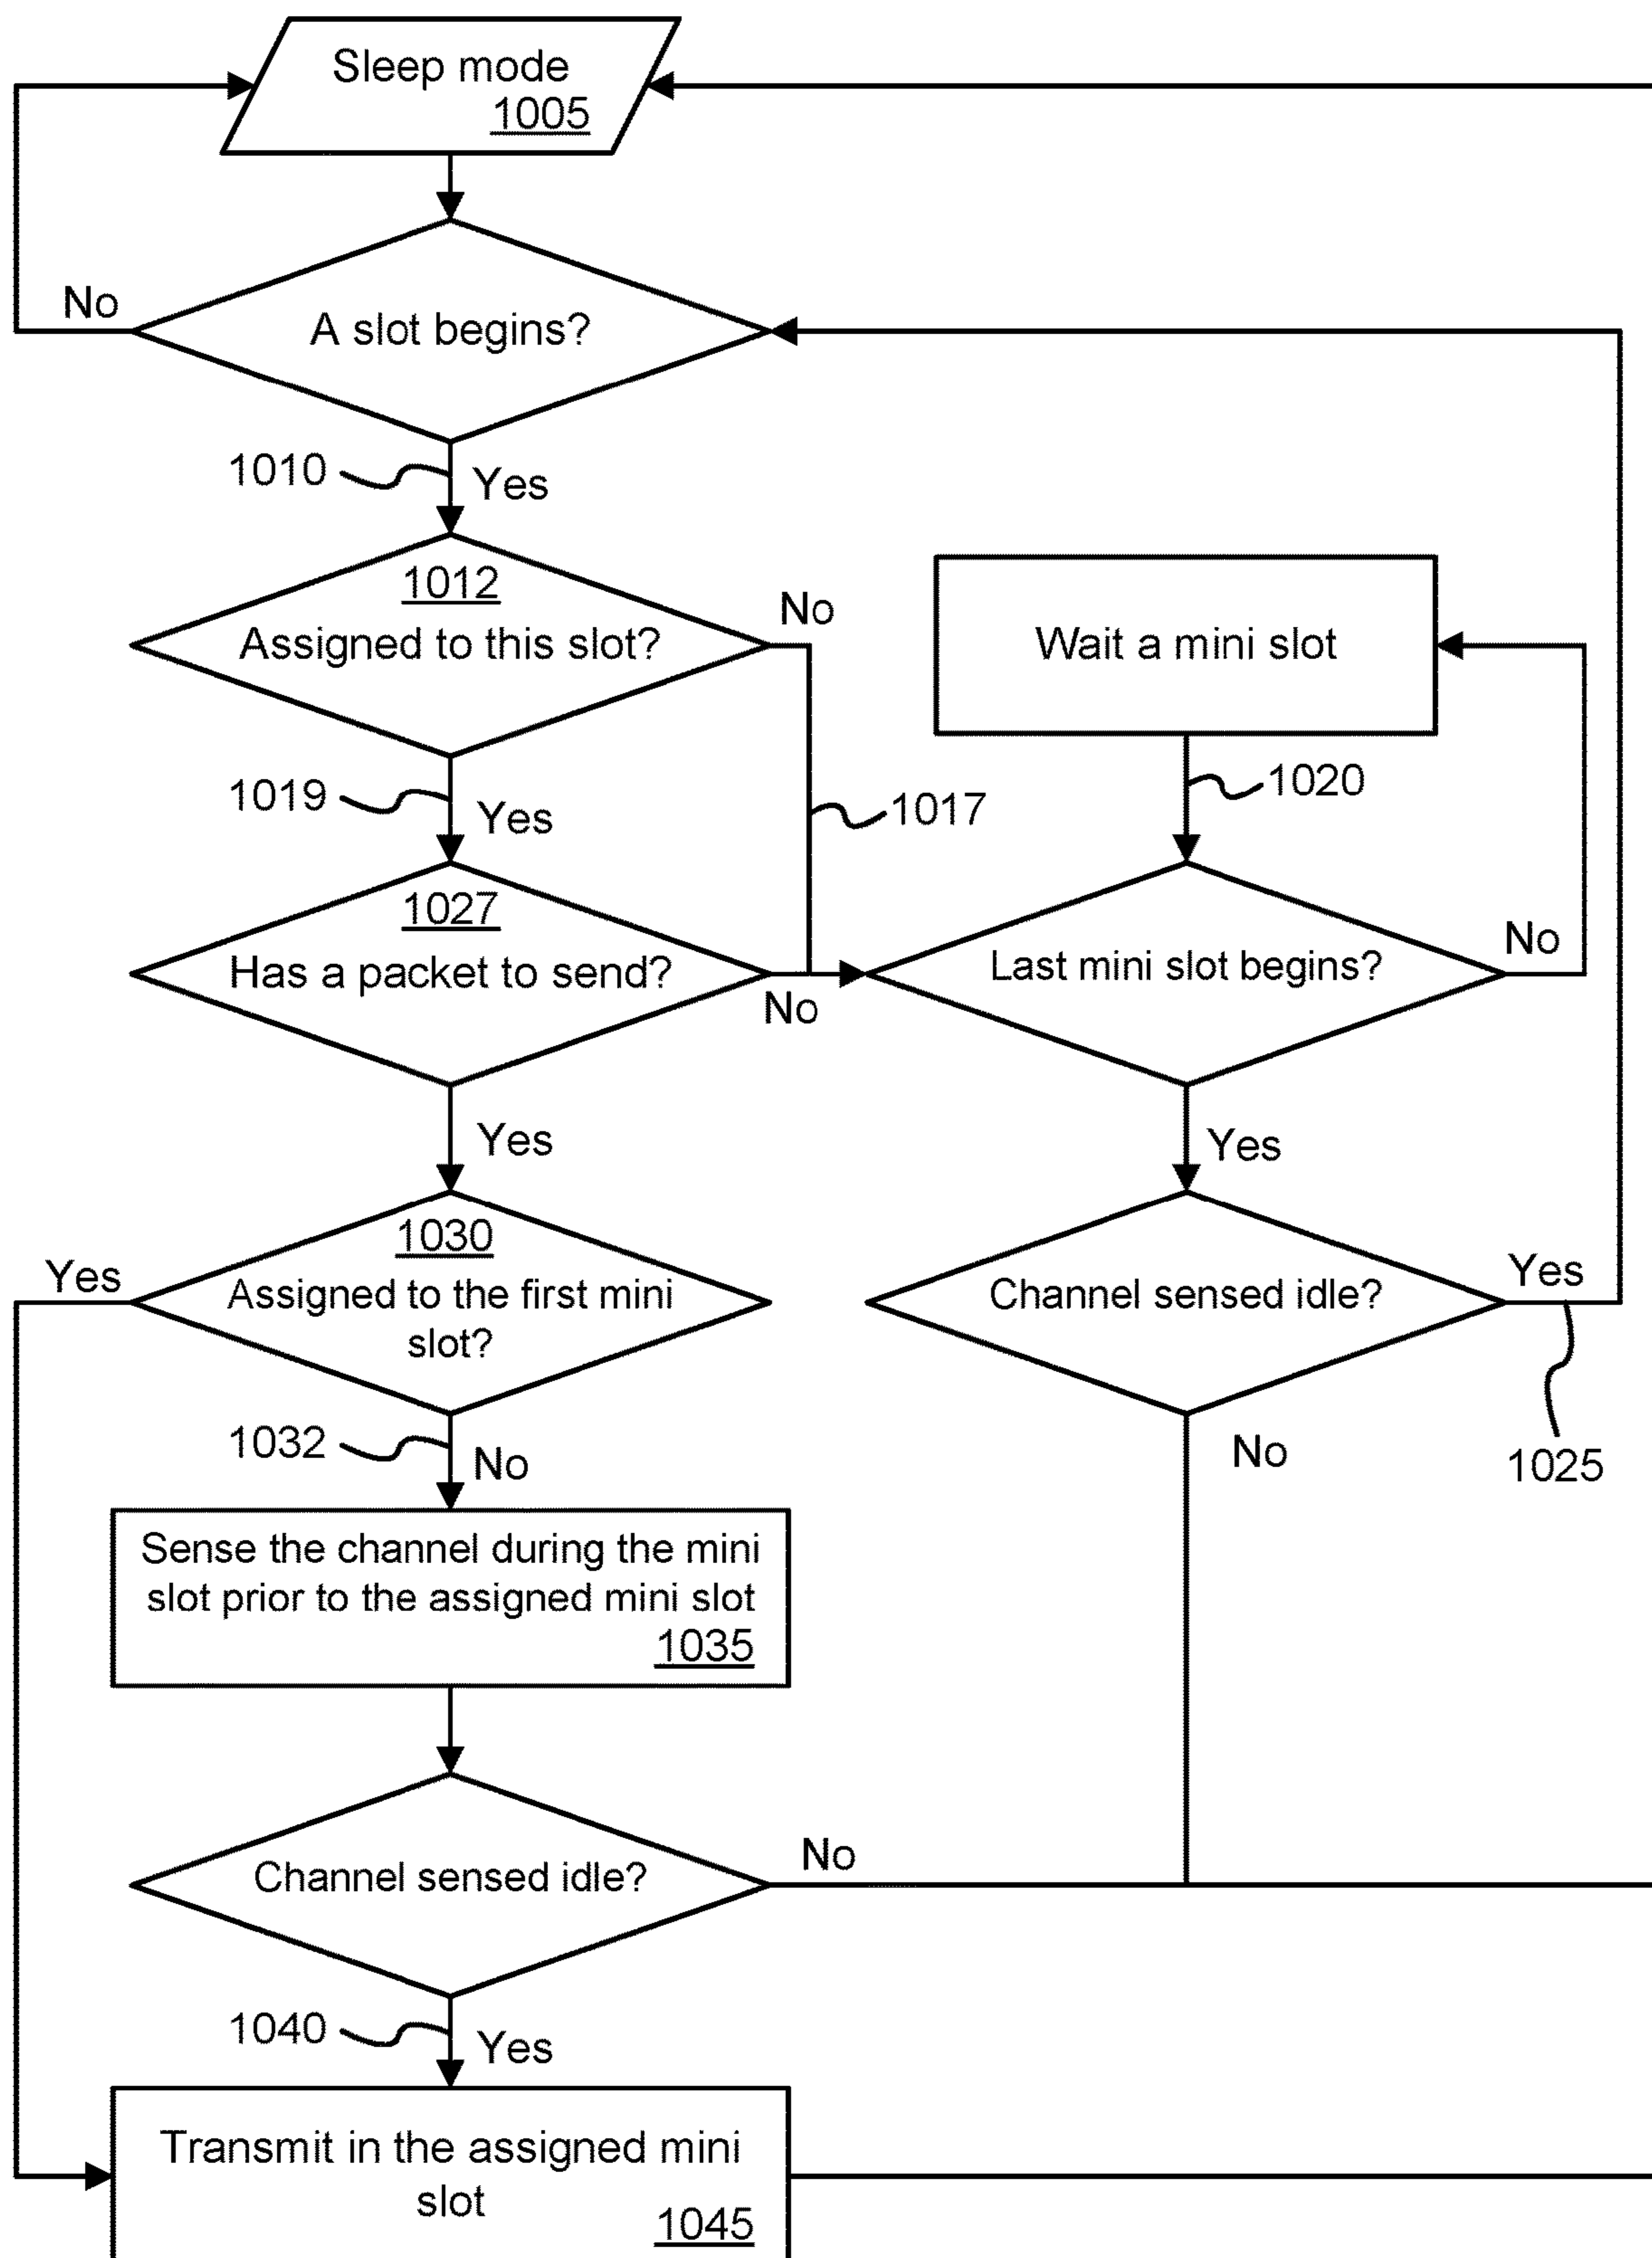 Sleep mode
1005
No
A slot begins?
1010
Yes
1012
No
Assigned to this slot?
Wait a mini slot
1019
Yes
1017
1020
1027
Has a packet to send?
No
Last mini slot begins?
No
Yes
Yes
1030
Yes
Assigned to the first mini
slot?
Channel sensed idle?
Yes
1032
No
No
1025
Sense the channel during the mini
slot prior to the assigned mini slot
1035
Channel sensed idle?
No
1040
Yes
Transmit in the assigned mini
slot
1045